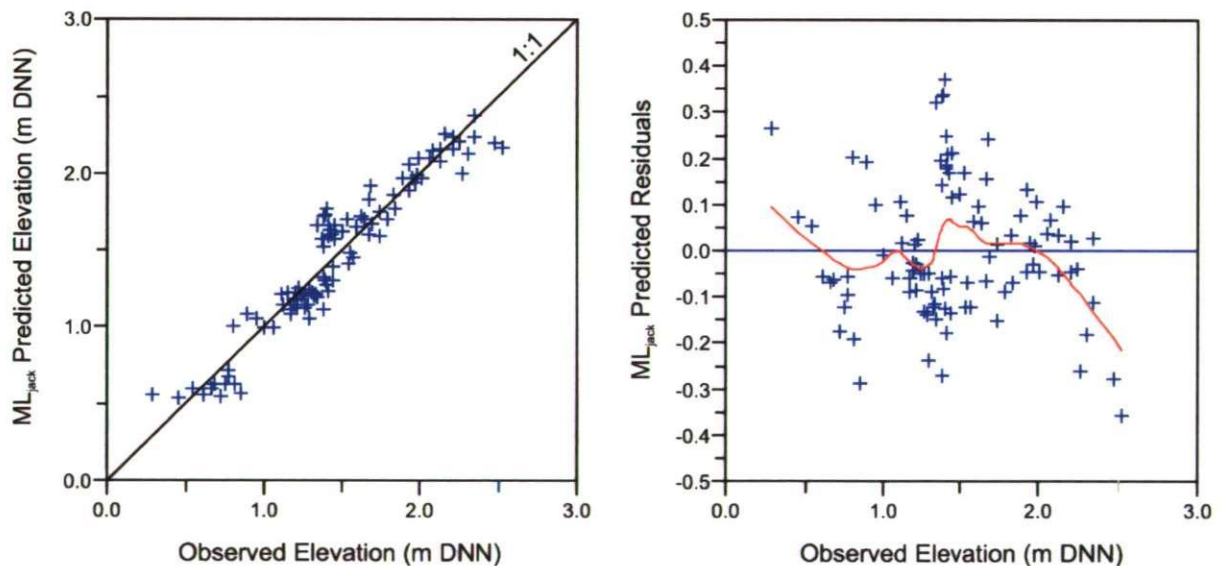 ML_jack Predicted Elevation (m DNN)
3.0
2.0
1.0
0.0
1:1
0.0 1.0 2.0 3.0
Observed Elevation (m DNN)
ML_jack Predicted Residuals
0.5
0.4
0.3
0.2
0.1
0.0
-0.1
-0.2
-0.3
-0.4
-0.5
0.0 1.0 2.0 3.0
Observed Elevation (m DNN)